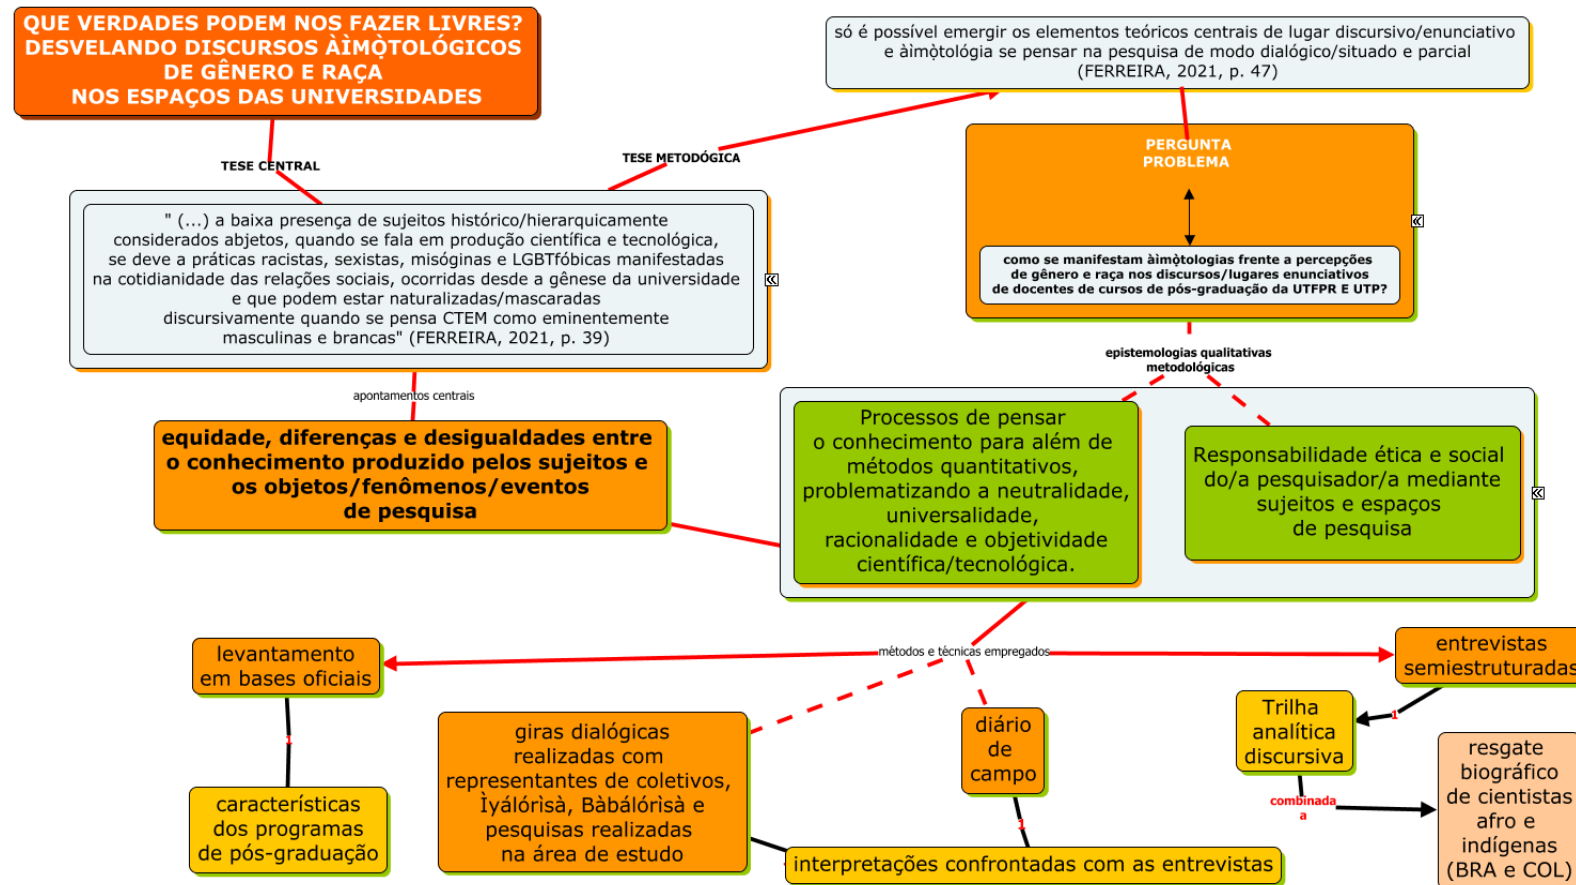 QUE VERDADES PODEM NOS FAZER LIVRES?
DESVELANDO DISCURSOS ÀÌMỌ̀TOLÓGICOS
DE GÊNERO E RAÇA
NOS ESPAÇOS DAS UNIVERSIDADES
só é possível emergir os elementos teóricos centrais de lugar discursivo/enunciativo
e àìmọ̀tológia se pensar na pesquisa de modo dialógico/situado e parcial
(FERREIRA, 2021, p. 47)
TESE CENTRAL
TESE METODÓGICA
PERGUNTA
PROBLEMA
" (...) a baixa presença de sujeitos histórico/hierarquicamente
considerados abjetos, quando se fala em produção científica e tecnológica,
se deve a práticas racistas, sexistas, misóginas e LGBTfóbicas manifestadas
na cotidianidade das relações sociais, ocorridas desde a gênese da universidade
e que podem estar naturalizadas/mascaradas
discursivamente quando se pensa CTEM como eminentemente
masculinas e brancas" (FERREIRA, 2021, p. 39)
como se manifestam àìmọ̀tologias frente a percepções
de gênero e raça nos discursos/lugares enunciativos
de docentes de cursos de pós-graduação da UTFPR E UTP?
epistemologias qualitativas
metodológicas
apontamentos centrais
equidade, diferenças e desigualdades entre
o conhecimento produzido pelos sujeitos e
os objetos/fenômenos/eventos
de pesquisa
Processos de pensar
o conhecimento para além de
métodos quantitativos,
problematizando a neutralidade,
universalidade,
racionalidade e objetividade
científica/tecnológica.
Responsabilidade ética e social
do/a pesquisador/a mediante
sujeitos e espaços
de pesquisa
métodos e técnicas empregados
levantamento
em bases oficiais
1
características
dos programas
de pós-graduação
giras dialógicas
realizadas com
representantes de coletivos,
Ìyálórìsà, Bàbálórìsà e
pesquisas realizadas
na área de estudo
diário
de
campo
1
interpretações confrontadas com as entrevistas
entrevistas
semiestruturadas
1
Trilha
analítica
discursiva
combinada
a
resgate
biográfico
de cientistas
afro e
indígenas
(BRA e COL)